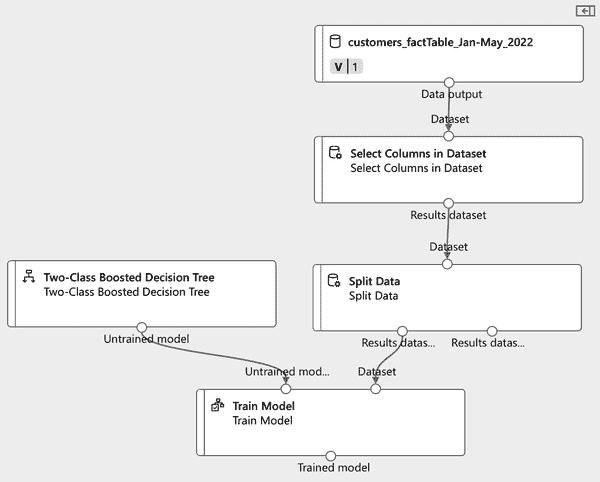 customers_factTable_Jan-May_2022
V 1
Data output
Dataset
Select Columns in Dataset
Select Columns in Dataset
Results dataset
Dataset
Two-Class Boosted Decision Tree
Two-Class Boosted Decision Tree
Untrained model
Split Data
Split Data
Results datas... Results datas...
Untrained mod... Dataset
Train Model
Train Model
Trained model